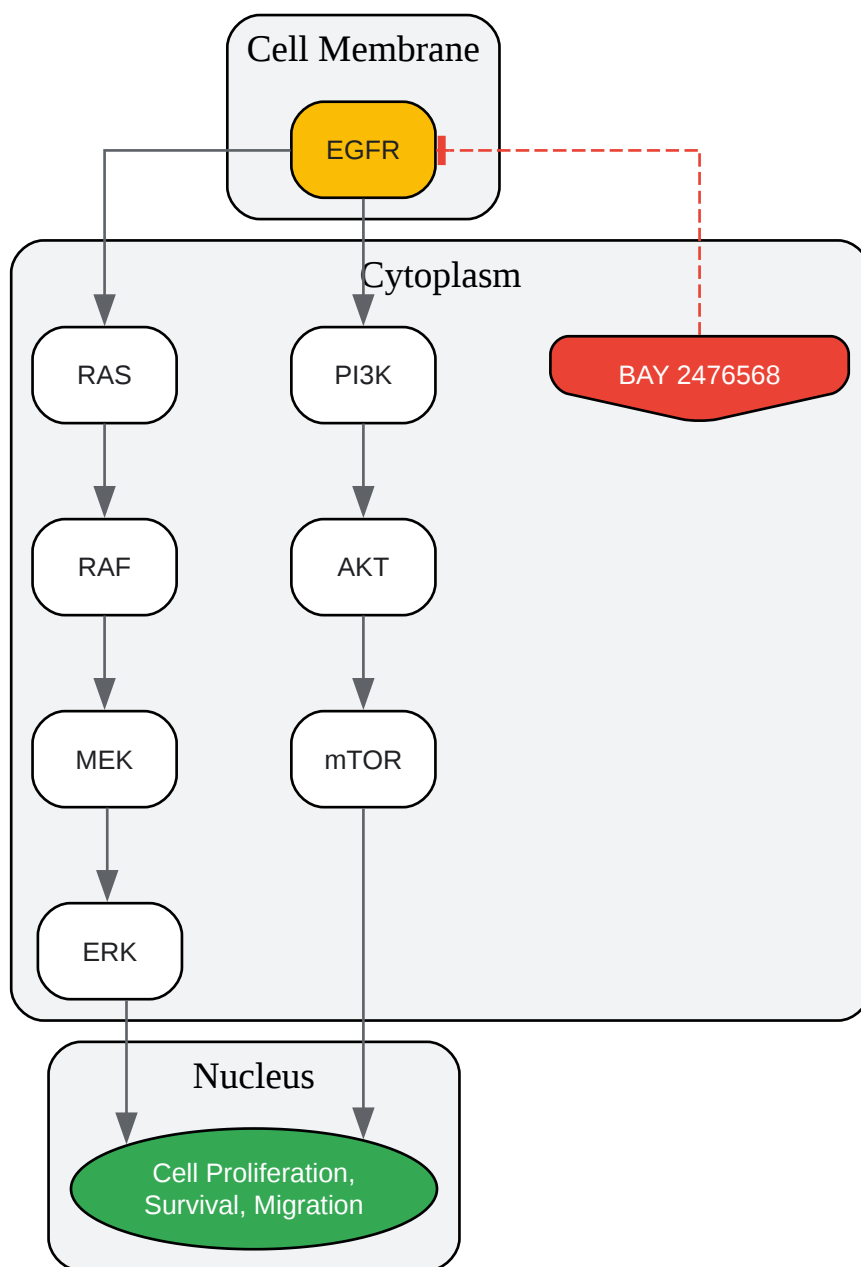 Cell Membrane
EGFR
Cytoplasm
RAS
PI3K
BAY 2476568
RAF
AKT
MEK
mTOR
ERK
Nucleus
Cell Proliferation,
Survival, Migration